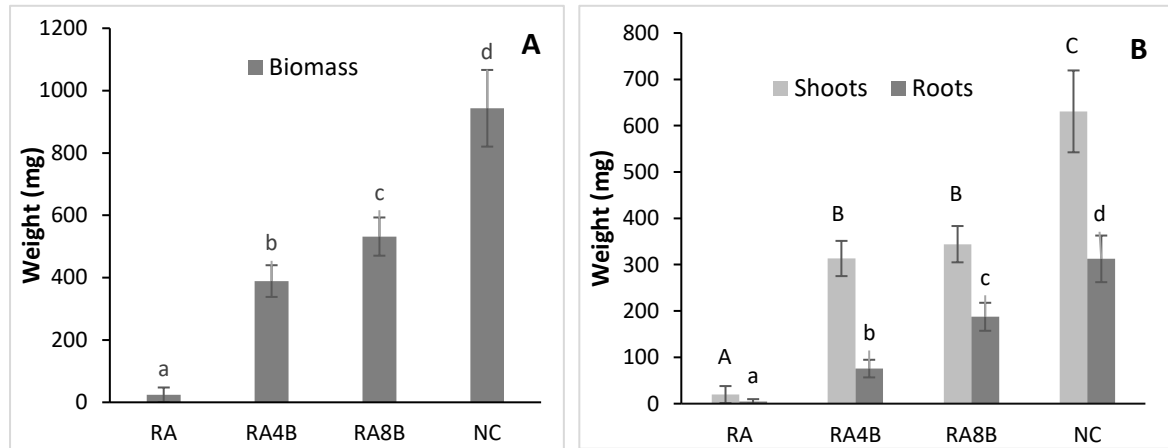 A
Biomass
Weight (mg)
1200
1000
800
600
400
200
0
a
b
c
d
RA
RA4B
RA8B
NC
B
Shoots
Roots
Weight (mg)
800
700
600
500
400
300
200
100
0
A
a
B
b
B
c
C
d
RA
RA4B
RA8B
NC